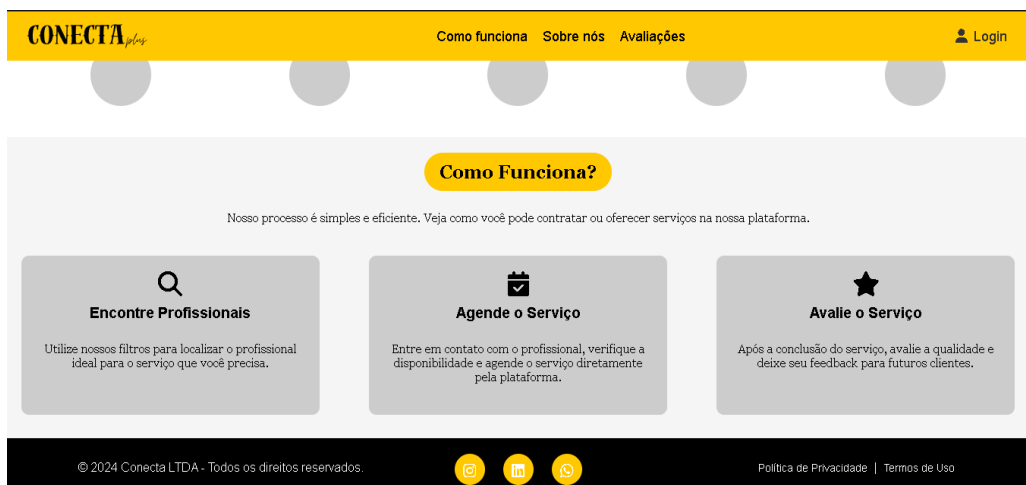 CONECTA plus
Como funciona Sobre nós Avaliações
Login
Como Funciona?
Nosso processo é simples e eficiente. Veja como você pode contratar ou oferecer serviços na nossa plataforma.
Encontre Profissionais
Utilize nossos filtros para localizar o profissional
ideal para o serviço que você precisa.
Agende o Serviço
Entre em contato com o profissional, verifique a
disponibilidade e agende o serviço diretamente
pela plataforma.
Avalie o Serviço
Após a conclusão do serviço, avalie a qualidade e
deixe seu feedback para futuros clientes.
© 2024 Conecta LTDA - Todos os direitos reservados.
in
Política de Privacidade | Termos de Uso